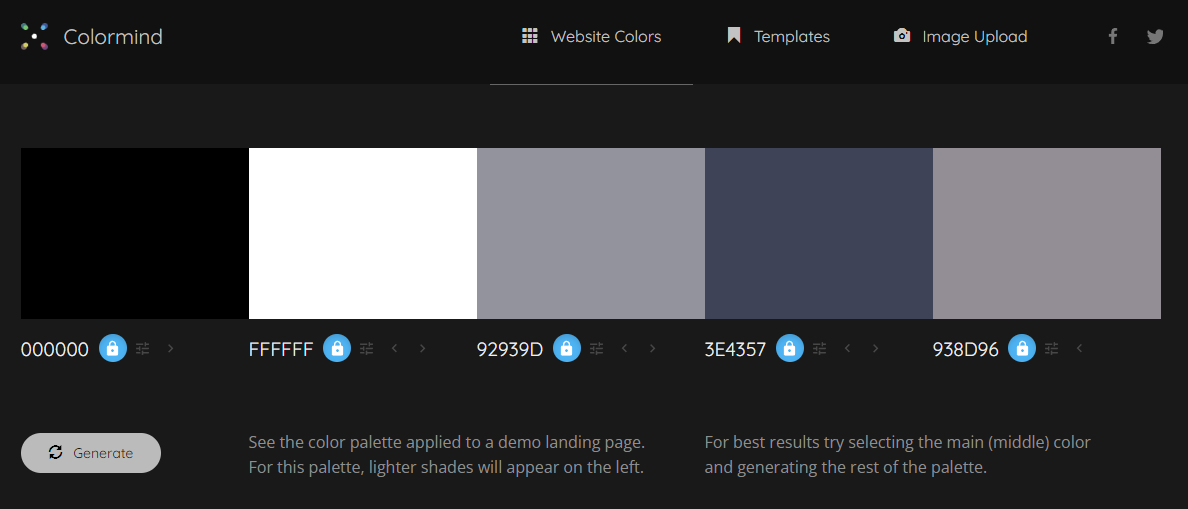 Colormind
Website Colors
Templates
Image Upload
000000
FFFFFF
92939D
3E4357
938D96
Generate
See the color palette applied to a demo landing page.
For this palette, lighter shades will appear on the left.
For best results try selecting the main (middle) color
and generating the rest of the palette.